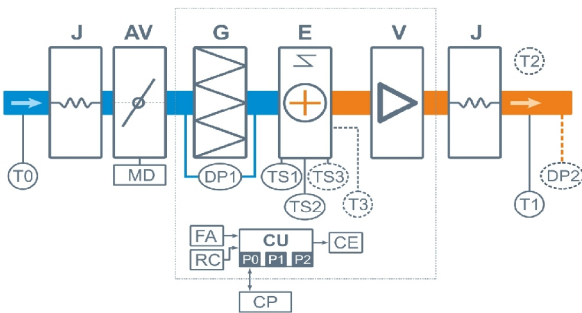 J AV G E V J
T2
T0 MD DP1 TS1 TS3 TS2 T3 T1 DP2
FA CU CE
RC P0 P1 P2
CP